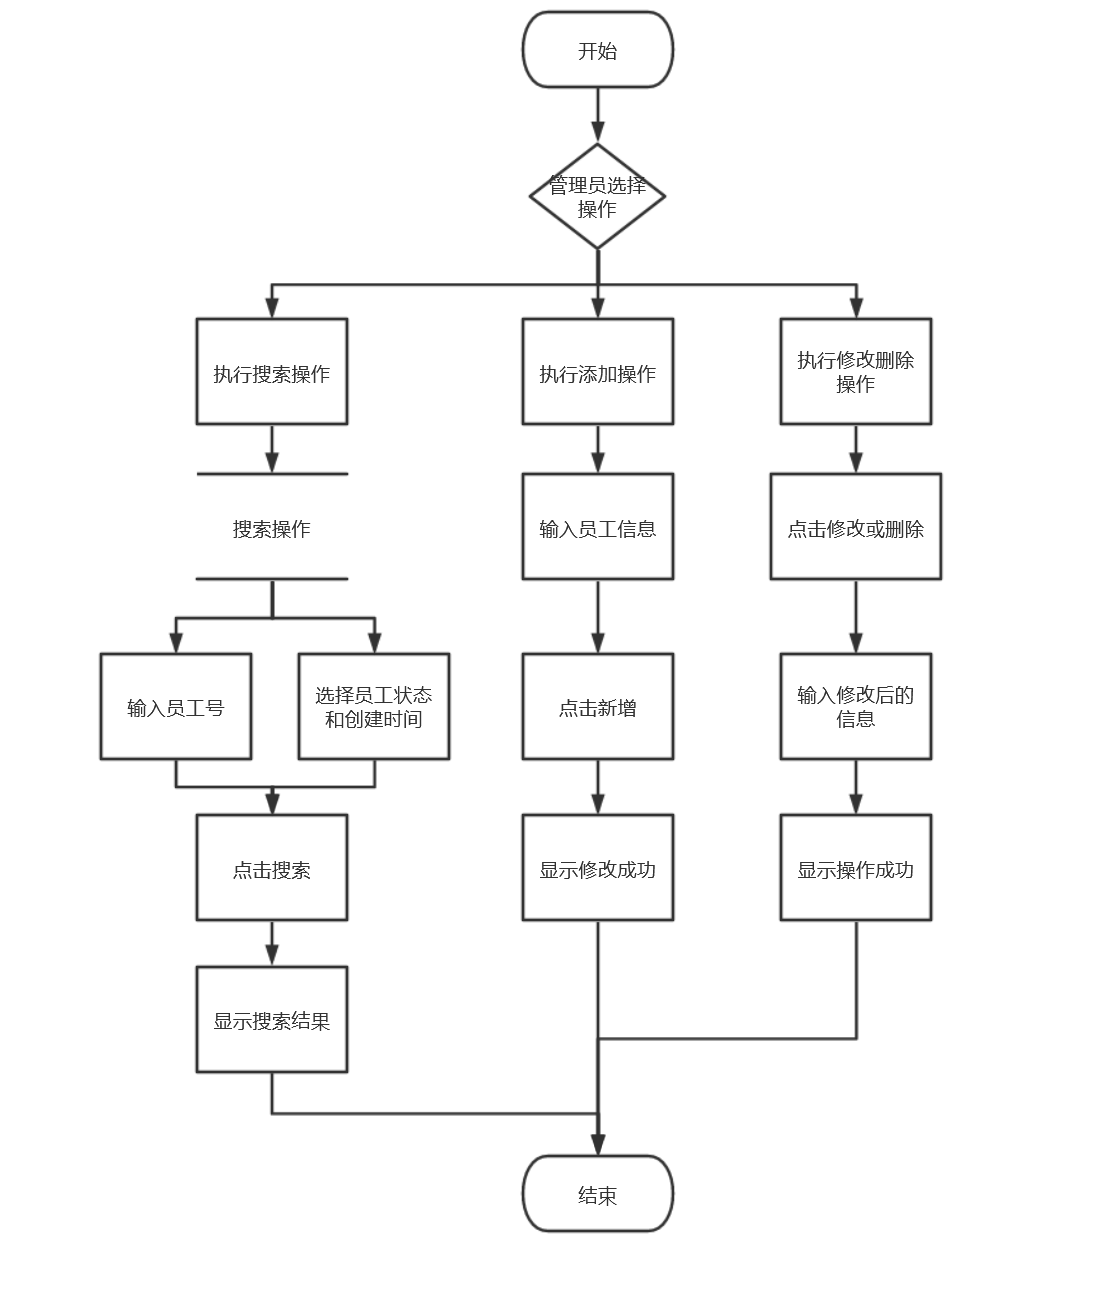 开始
管理员选择
操作
执行搜索操作
执行添加操作
执行修改删除
操作
搜索操作
输入员工信息
点击修改或删除
输入员工号
选择员工状态
和创建时间
点击新增
输入修改后的
信息
点击搜索
显示修改成功
显示操作成功
显示搜索结果
结束